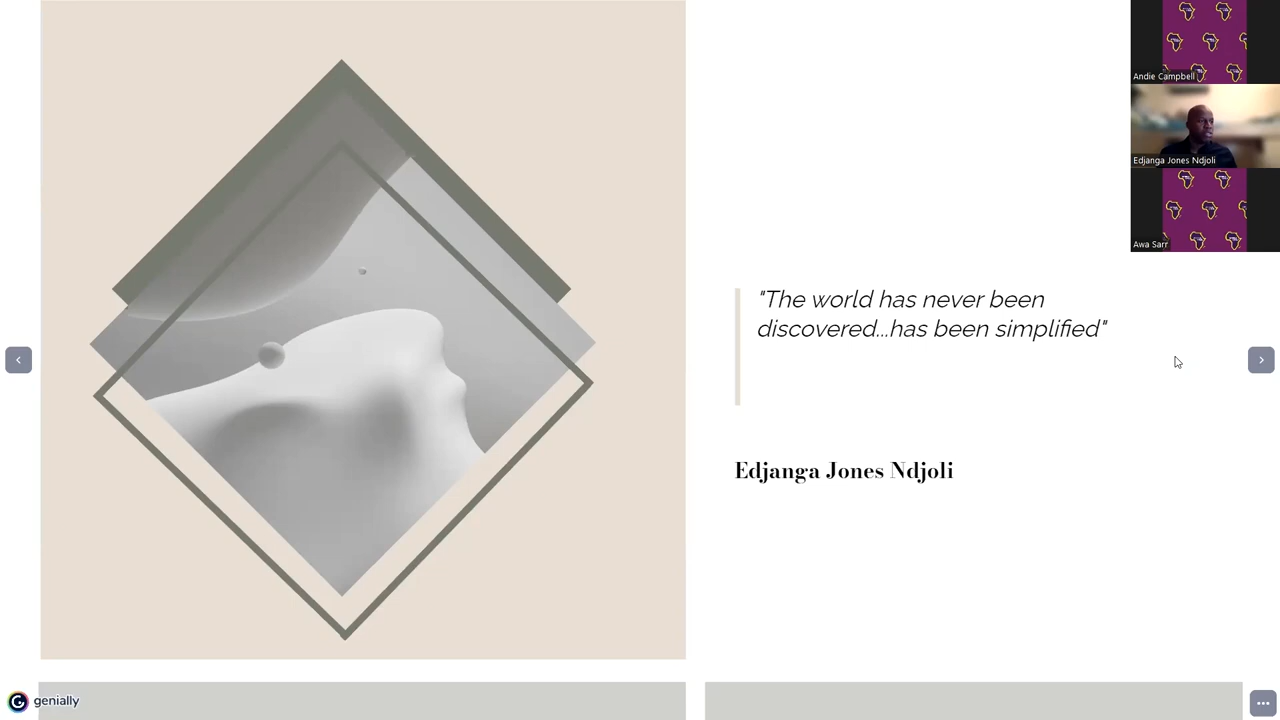 Andie Campbell
Edjanga Jones Ndjoli
Awa Sarr
"The world has never been
discovered...has been simplified"
Edjanga Jones Ndjoli
genially